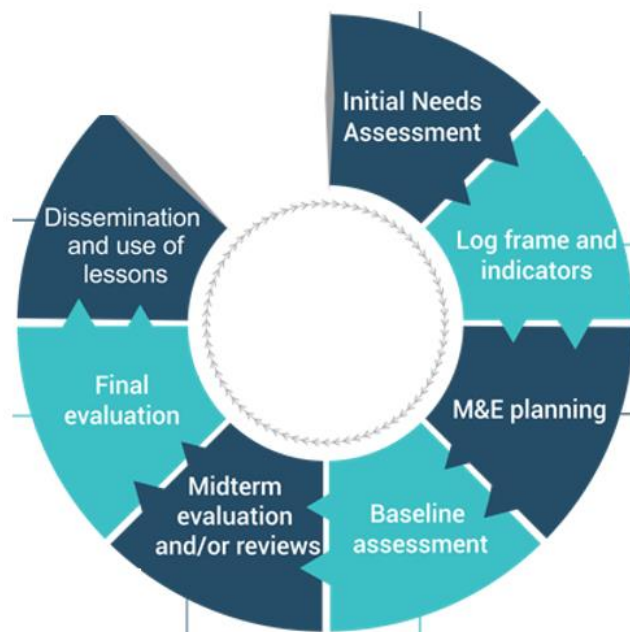 Initial Needs
Assessment
Log frame and
indicators
M&E planning
Baseline
assessment
Midterm
evaluation
and/or reviews
Final
evaluation
Dissemination
and use of
lessons